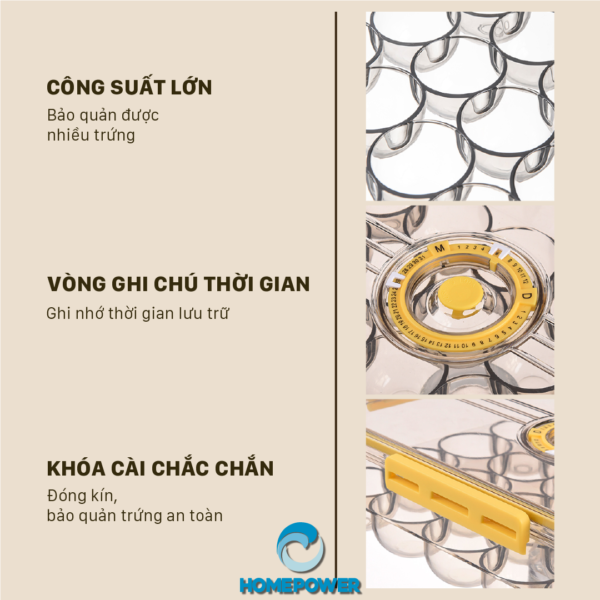 CÔNG SUẤT LỚN
Bảo quản được
nhiều trứng
VÒNG GHI CHÚ THỜI GIAN
Ghi nhớ thời gian lưu trữ
M
D
KHÓA CÀI CHẮC CHẮN
Đóng kín,
bảo quản trứng an toàn
HOMEPOWER